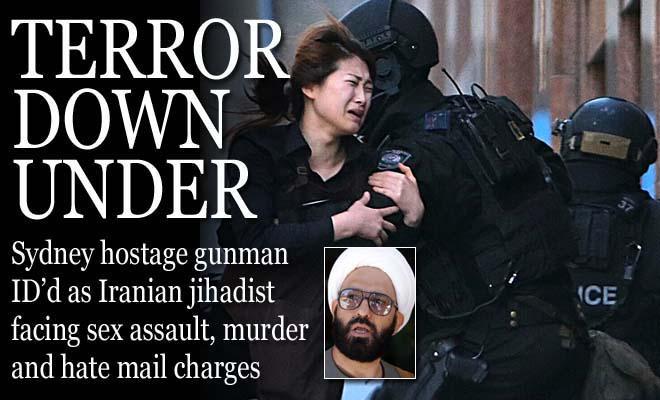 TERROR
DOWN
UNDER
Sydney hostage gunman
ID’d as Iranian jihadist
facing sex assault, murder
and hate mail charges
37
ICE